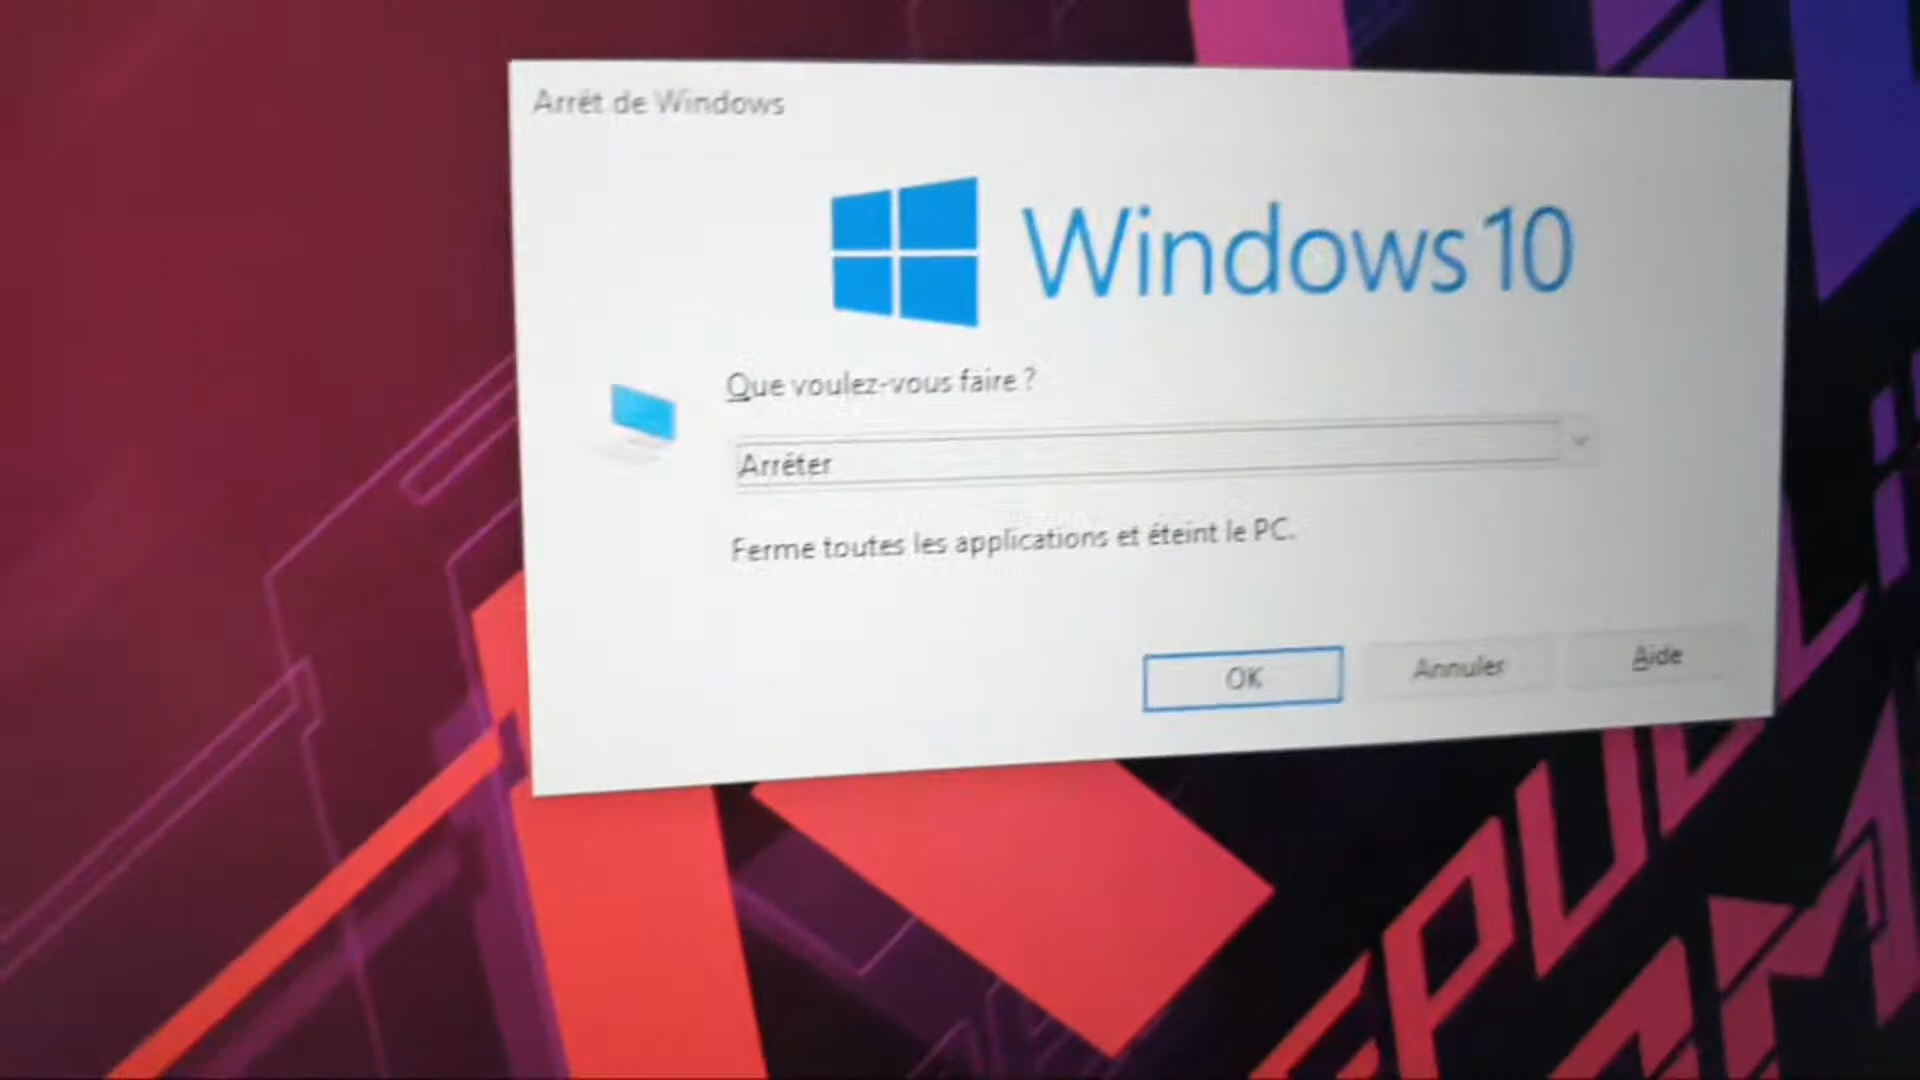 Arrêt de Windows
Windows 10
Que voulez-vous faire ?
Arrêter
Ferme toutes les applications et éteint le PC.
OK
Annuler
Aide